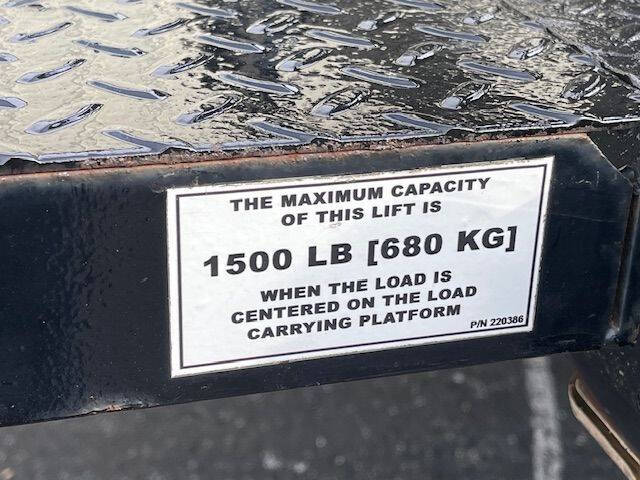 THE MAXIMUM CAPACITY
OF THIS LIFT IS
1500 LB [680 KG]
WHEN THE LOAD IS
CENTERED ON THE LOAD
CARRYING PLATFORM
P/N 220386